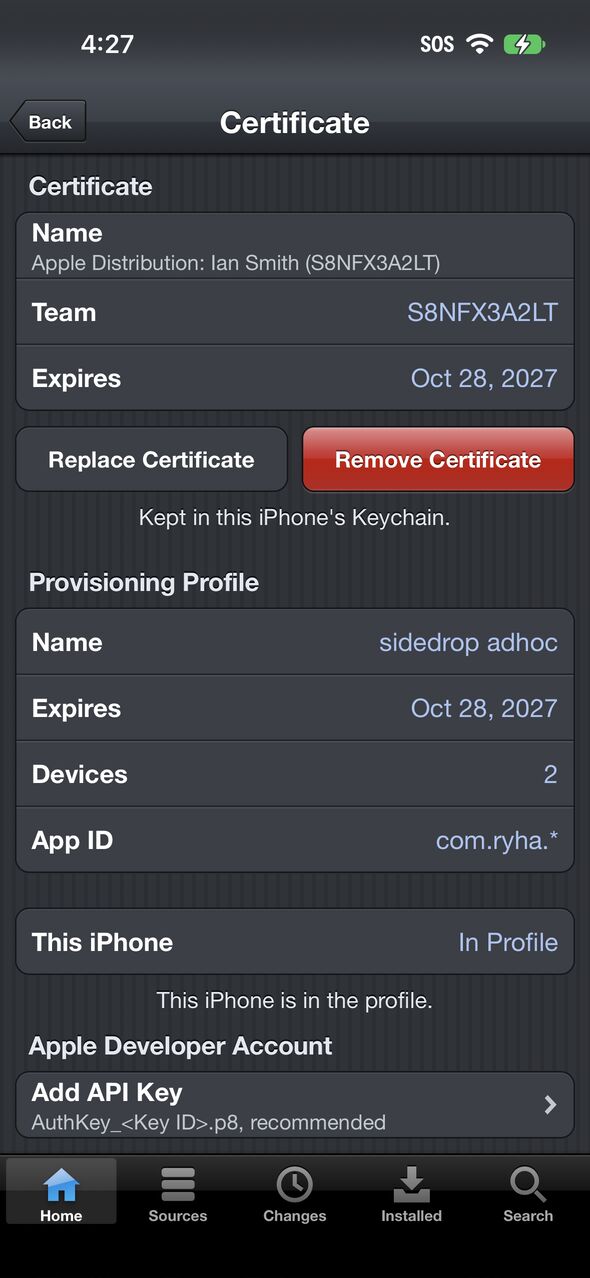 4:27
SOS
Back
Certificate
Certificate
Name
Apple Distribution: Ian Smith (S8NFX3A2LT)
Team
S8NFX3A2LT
Expires
Oct 28, 2027
Replace Certificate
Remove Certificate
Kept in this iPhone's Keychain.
Provisioning Profile
Name
sidedrop adhoc
Expires
Oct 28, 2027
Devices
2
App ID
com.ryha.*
This iPhone
In Profile
This iPhone is in the profile.
Apple Developer Account
Add API Key
AuthKey_<Key ID>.p8, recommended
Home
Sources
Changes
Installed
Search